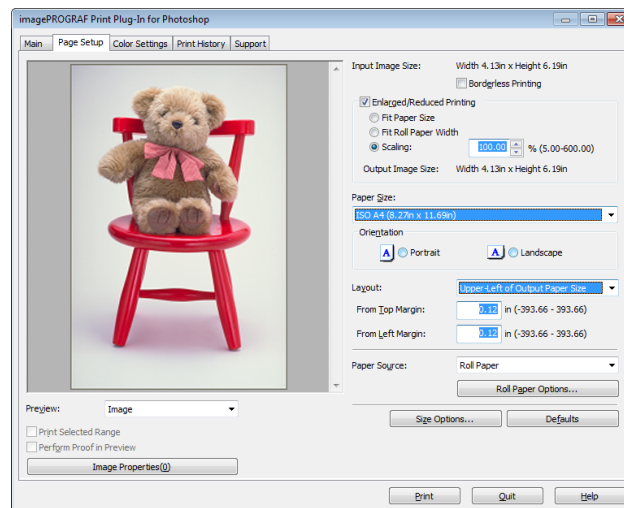 imagePROGRAF Print Plug-In for Photoshop
Main Page Setup Color Settings Print History Support
Input Image Size: Width 4.13in x Height 6.19in
Borderless Printing
Enlarged/Reduced Printing
Fit Paper Size
Fit Roll Paper Width
Scaling: 100.00 % (5.00-600.00)
Output Image Size: Width 4.13in x Height 6.19in
Paper Size:
ISO A4 (8.27in x 11.69in)
Orientation
A Portrait A Landscape
Layout: Upper-Left of Output Paper Size
From Top Margin: 0.12 in (-393.66 - 393.66)
From Left Margin: 0.12 in (-393.66 - 393.66)
Paper Source: Roll Paper
Roll Paper Options...
Size Options... Defaults
Preview: Image
Print Selected Range
Perform Proof in Preview
Image Properties(0)
Print Quit Help